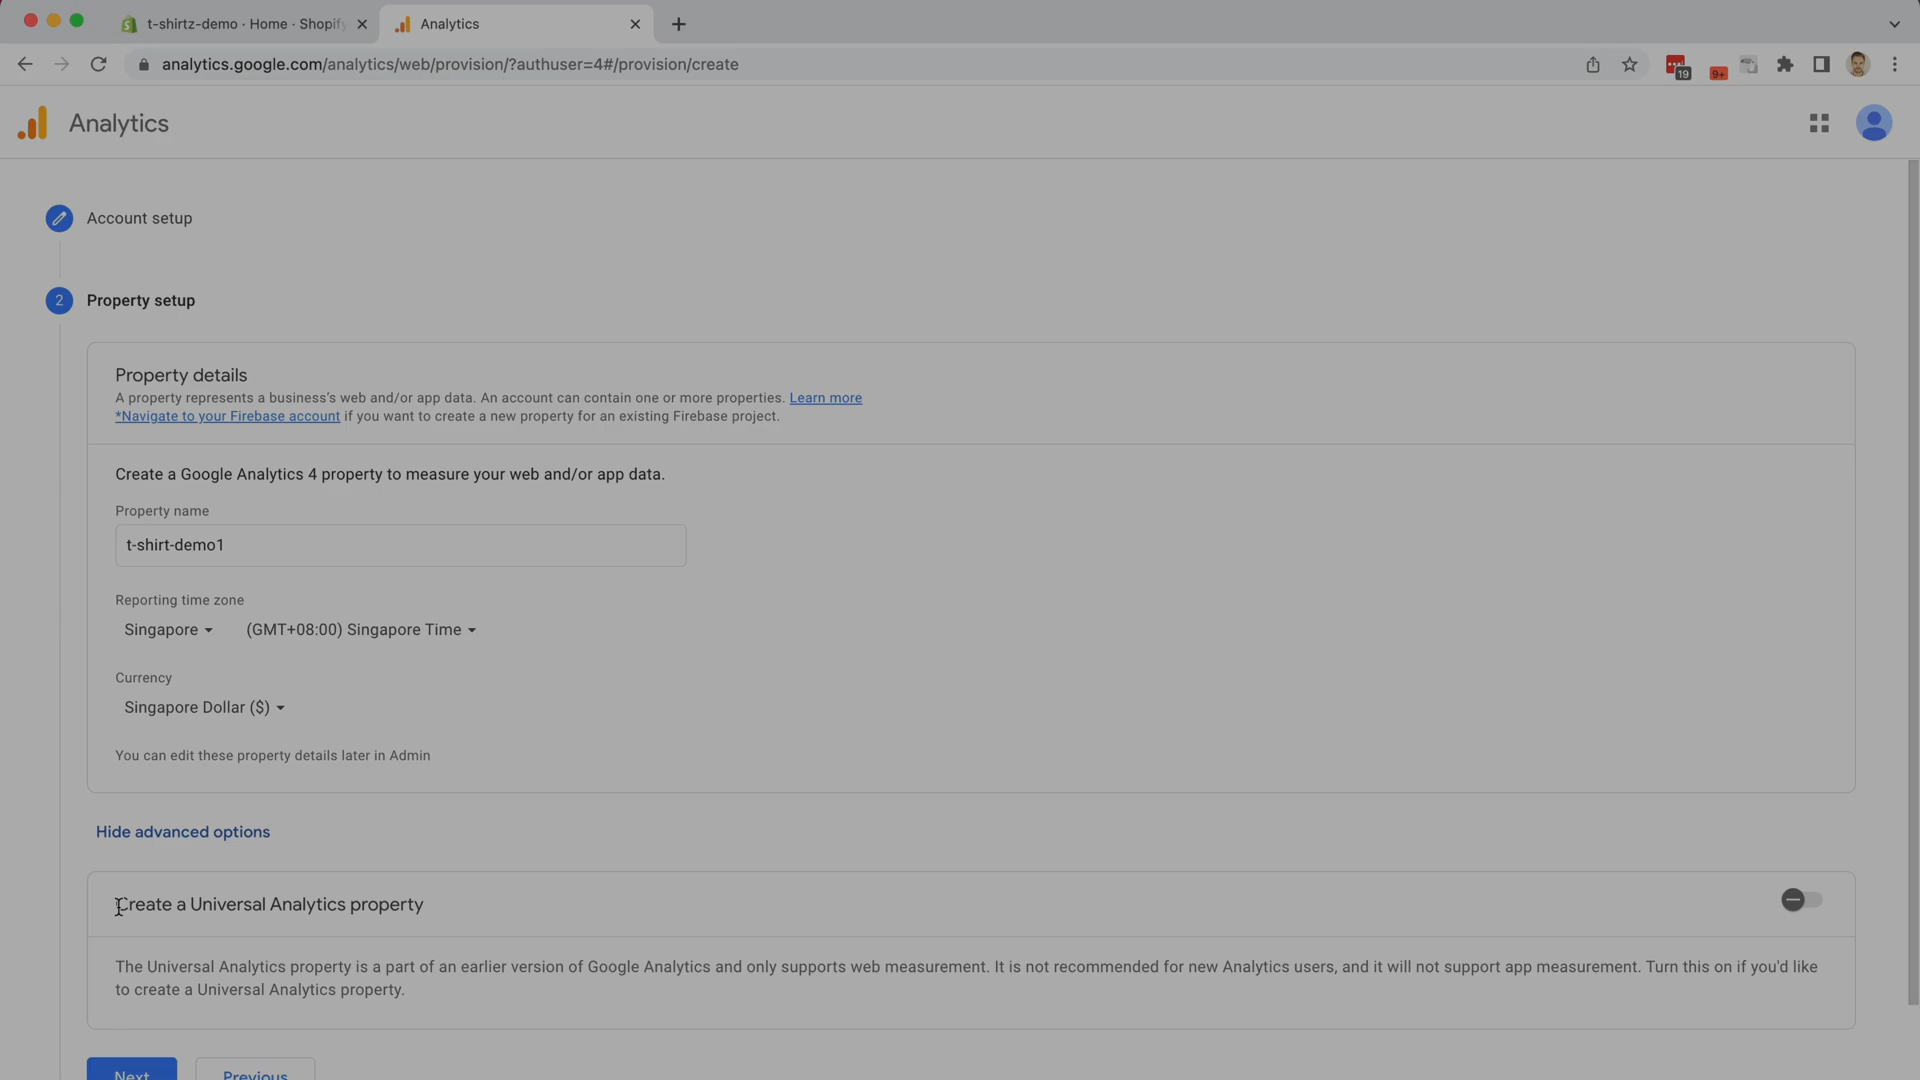 t-shirtz-demo · Home · Shopify
Analytics
analytics.google.com/analytics/web/provision/?authuser=4#/provision/create
19
9+
Analytics
Account setup
2
Property setup
Property details
A property represents a business's web and/or app data. An account can contain one or more properties. Learn more
*Navigate to your Firebase account if you want to create a new property for an existing Firebase project.
Create a Google Analytics 4 property to measure your web and/or app data.
Property name
t-shirt-demo1
Reporting time zone
Singapore (GMT+08:00) Singapore Time
Currency
Singapore Dollar ($)
You can edit these property details later in Admin
Hide advanced options
Create a Universal Analytics property
The Universal Analytics property is a part of an earlier version of Google Analytics and only supports web measurement. It is not recommended for new Analytics users, and it will not support app measurement. Turn this on if you'd like
to create a Universal Analytics property.
Next
Previous